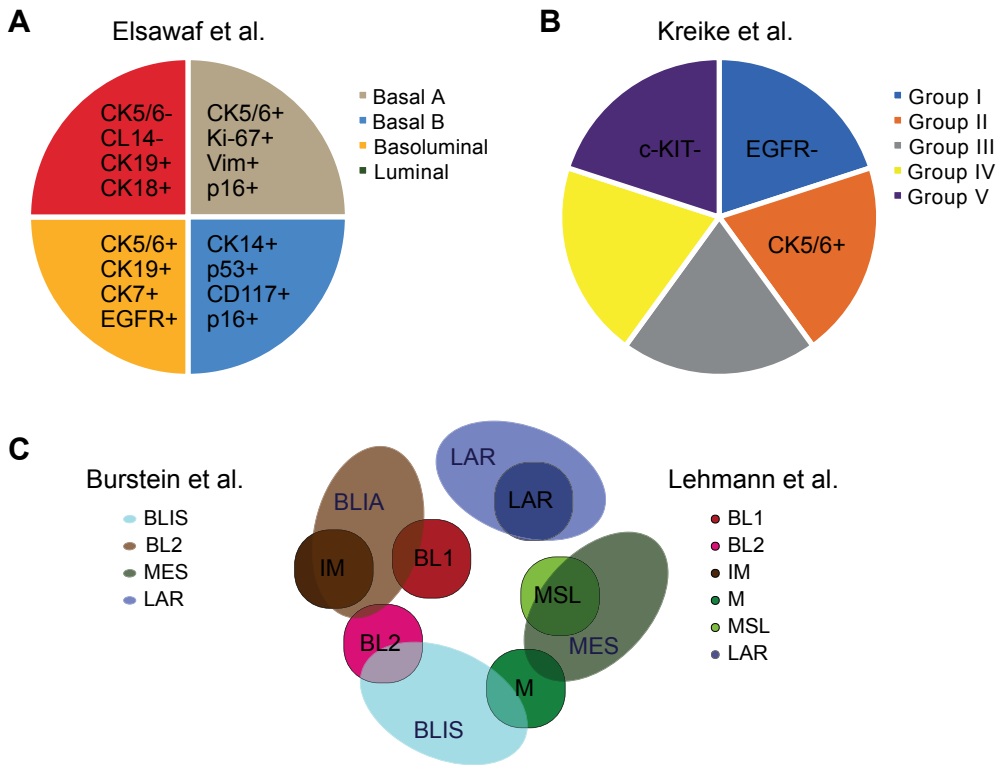 A
Elsawaf et al.
CK5/6-
CL14-
CK19+
CK18+
CK5/6+
Ki-67+
Vim+
p16+
CK5/6+
CK19+
CK7+
EGFR+
CK14+
p53+
CD117+
p16+
Basal A
Basal B
Basoluminal
Luminal
B
Kreike et al.
c-KIT-
EGFR-
CK5/6+
Group I
Group II
Group III
Group IV
Group V
C
Burstein et al.
BLIS
BL2
MES
LAR
LAR
LAR
BLIA
IM
BL1
MSL
BL2
MES
M
BLIS
Lehmann et al.
BL1
BL2
IM
M
MSL
LAR